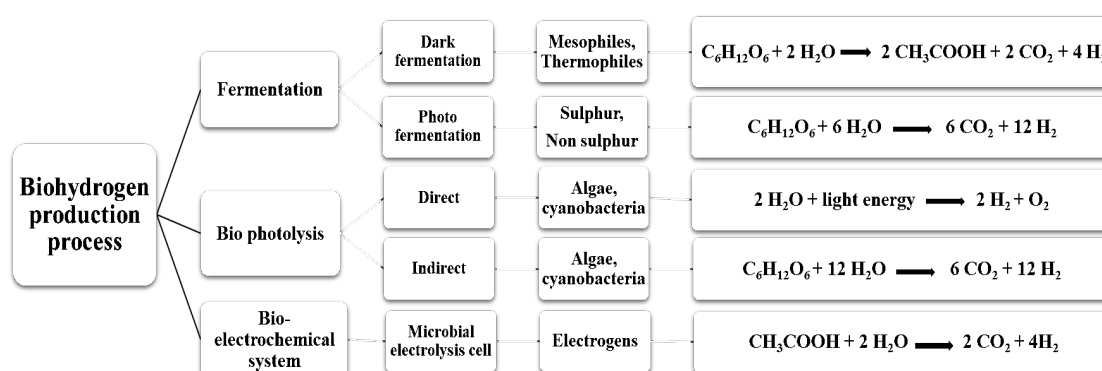 Biohydrogen
production
process
Fermentation
Dark
fermentation
Mesophiles,
Thermophiles
C₆H₁₂O₆ + 2 H₂O → 2 CH₃COOH + 2 CO₂ + 4 H₂
Photo
fermentation
Sulphur,
Non sulphur
C₆H₁₂O₆ + 6 H₂O → 6 CO₂ + 12 H₂
Bio photolysis
Direct
Algae,
cyanobacteria
2 H₂O + light energy → 2 H₂ + O₂
Indirect
Algae,
cyanobacteria
C₆H₁₂O₆ + 12 H₂O → 6 CO₂ + 12 H₂
Bio-
electrochemical
system
Microbial
electrolysis cell
Electrogens
CH₃COOH + 2 H₂O → 2 CO₂ + 4H₂